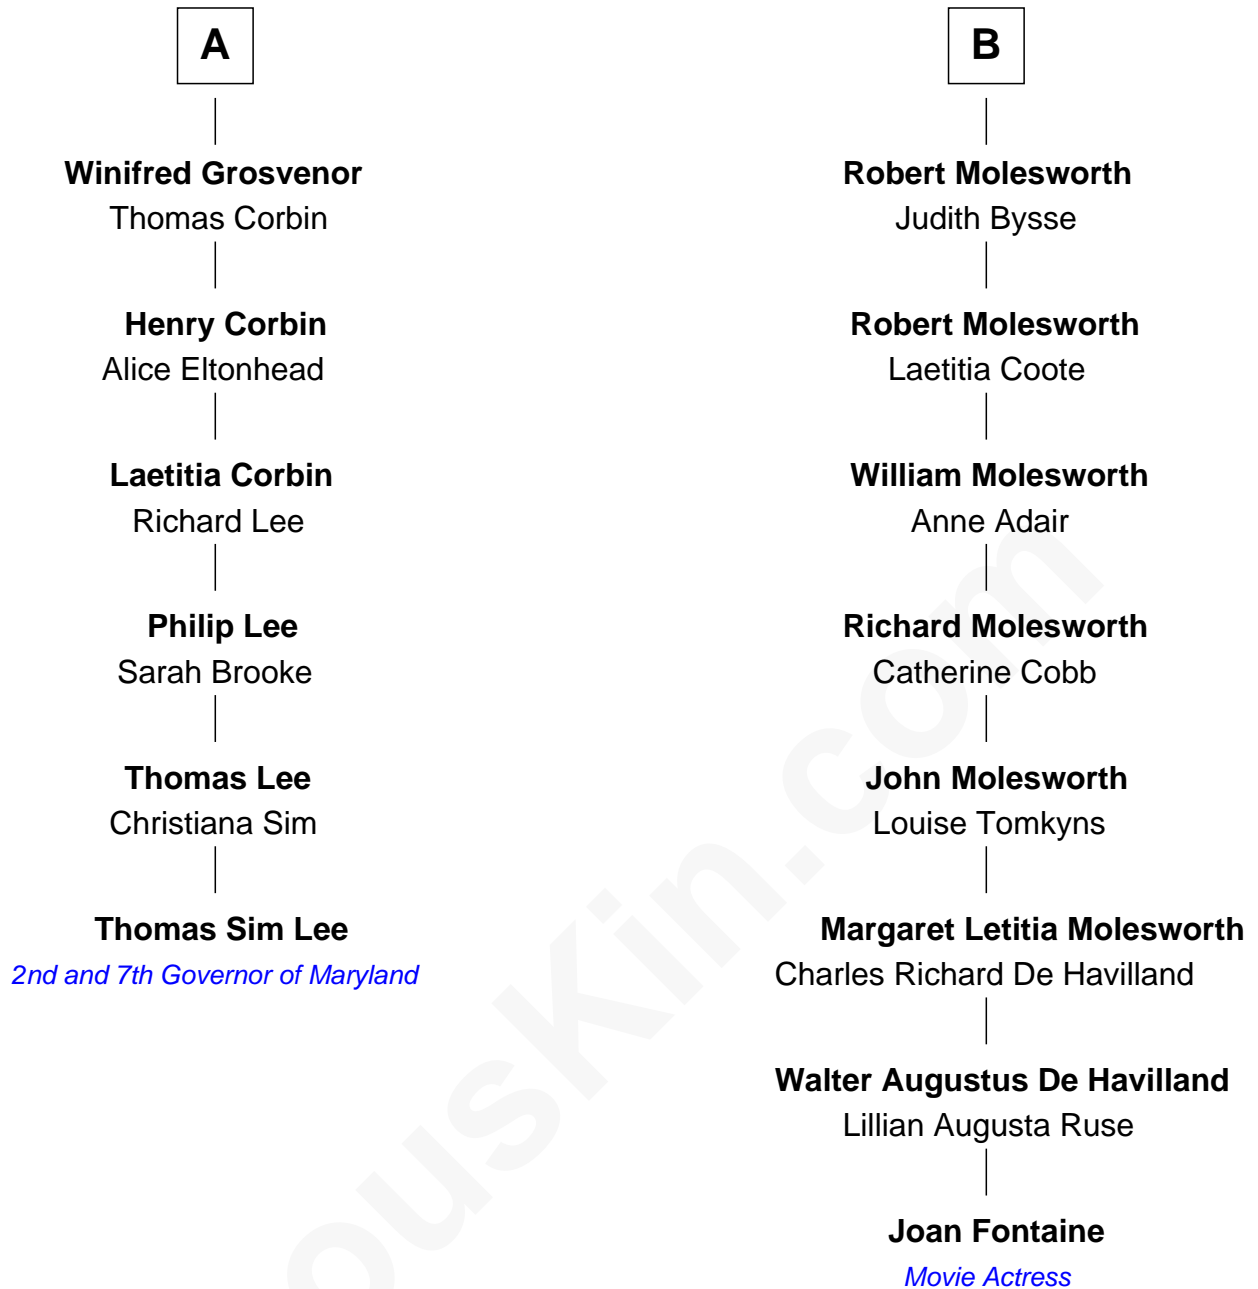 A
Winifred Grosvenor
Thomas Corbin
Henry Corbin
Alice Eltonhead
Laetitia Corbin
Richard Lee
Philip Lee
Sarah Brooke
Thomas Lee
Christiana Sim
Thomas Sim Lee
2nd and 7th Governor of Maryland
B
Robert Molesworth
Judith Bysse
Robert Molesworth
Laetitia Coote
William Molesworth
Anne Adair
Richard Molesworth
Catherine Cobb
John Molesworth
Louise Tomkyns
Margaret Letitia Molesworth
Charles Richard De Havilland
Walter Augustus De Havilland
Lillian Augusta Ruse
Joan Fontaine
Movie Actress
ousKin.com